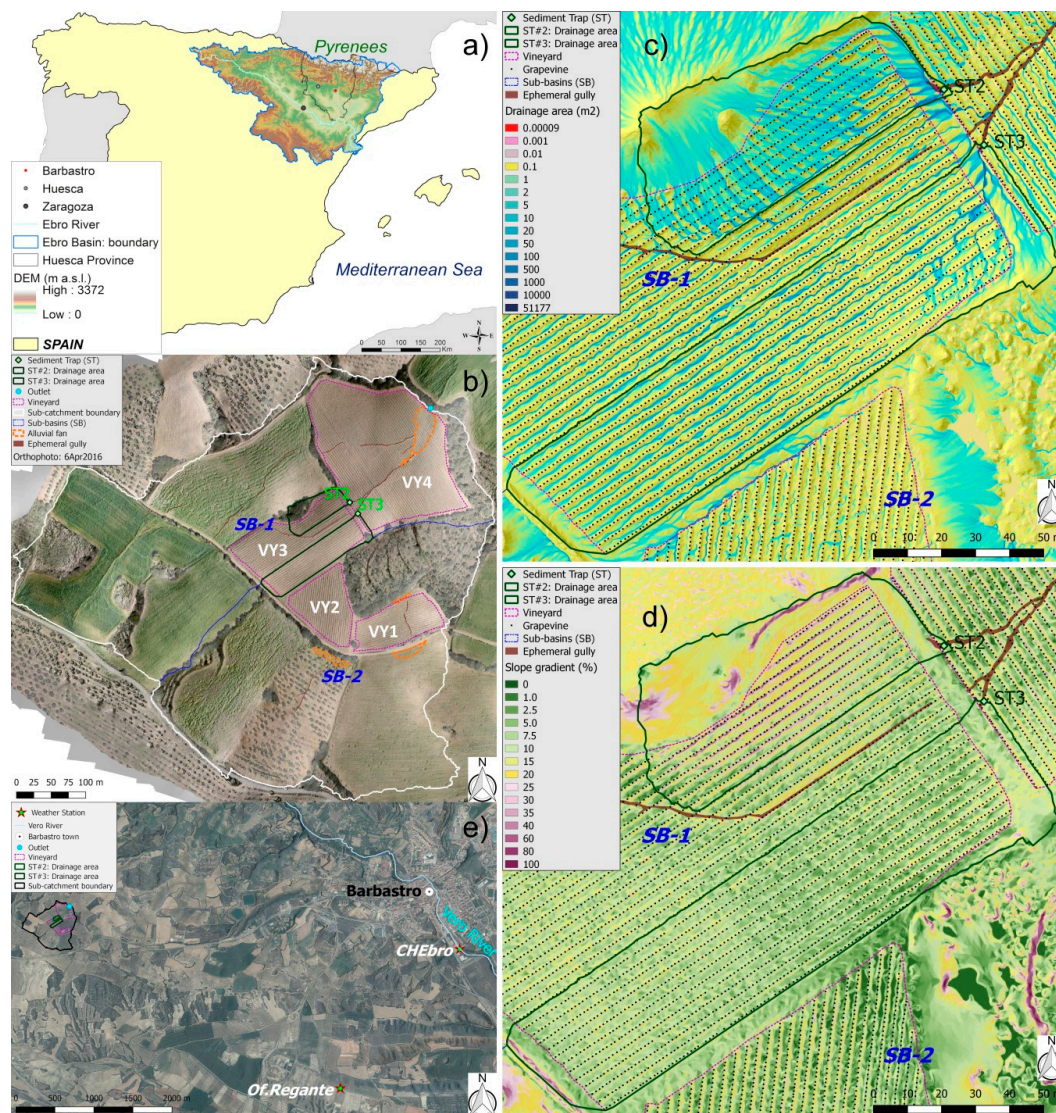 a)
Pyrenees
Mediterranean Sea
Barbastro
Huesca
Zaragoza
Ebro River
Ebro Basin: boundary
Huesca Province
DEM (m a.s.l.)
High : 3372
Low : 0
SPAIN
N
W E
S
0 25 50 100 150 200
Km
b)
Sediment Trap (ST)
ST#2: Drainage area
ST#3: Drainage area
Outlet
Vineyard
Sub-catchment boundary
Sub-basins (SB)
Alluvial fan
Ephemeral gully
Orthophoto: 6Apr2016
VY4
ST2
ST3
SB-1
VY3
VY2
VY1
SB-2
0 25 50 75 100 m
N
c)
Sediment Trap (ST)
ST#2: Drainage area
ST#3: Drainage area
Vineyard
Grapevine
Sub-basins (SB)
Ephemeral gully
Drainage area (m2)
0.00009
0.001
0.01
0.1
1
2
5
10
20
50
100
500
1000
10000
51177
ST2
ST3
SB-1
SB-2
N
0 10 20 30 40 50 m
d)
Sediment Trap (ST)
ST#2: Drainage area
ST#3: Drainage area
Vineyard
Grapevine
Sub-basins (SB)
Ephemeral gully
Slope gradient (%)
0
1.0
2.5
5.0
7.5
10
15
20
25
30
35
40
60
80
100
ST2
ST3
SB-1
SB-2
N
0 10 20 30 40 50 m
e)
Weather Station
Vero River
Barbastro town
Outlet
Vineyard
ST#2: Drainage area
ST#3: Drainage area
Sub-catchment boundary
Barbastro
Vero River
CHEbro
Of.Regante
0 500 1000 1500 2000 m
N